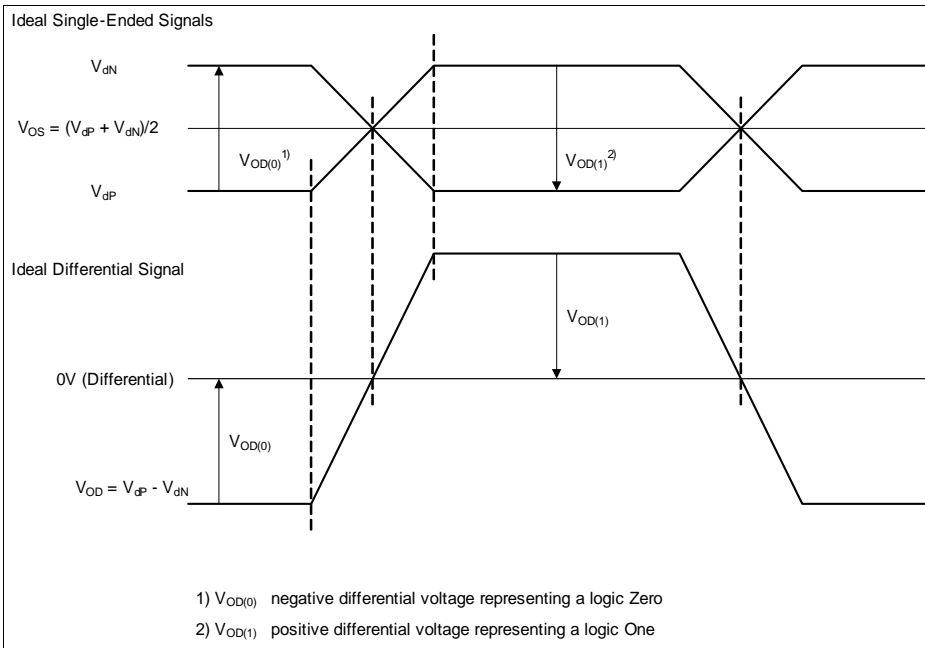 Ideal Single-Ended Signals
VdN
VOS = (VdP + VdN)/2
VOD(0)1)
VOD(1)2)
VdP
Ideal Differential Signal
VOD(1)
0V (Differential)
VOD(0)
VOD = VdP - VdN
1) VOD(0) negative differential voltage representing a logic Zero
2) VOD(1) positive differential voltage representing a logic One